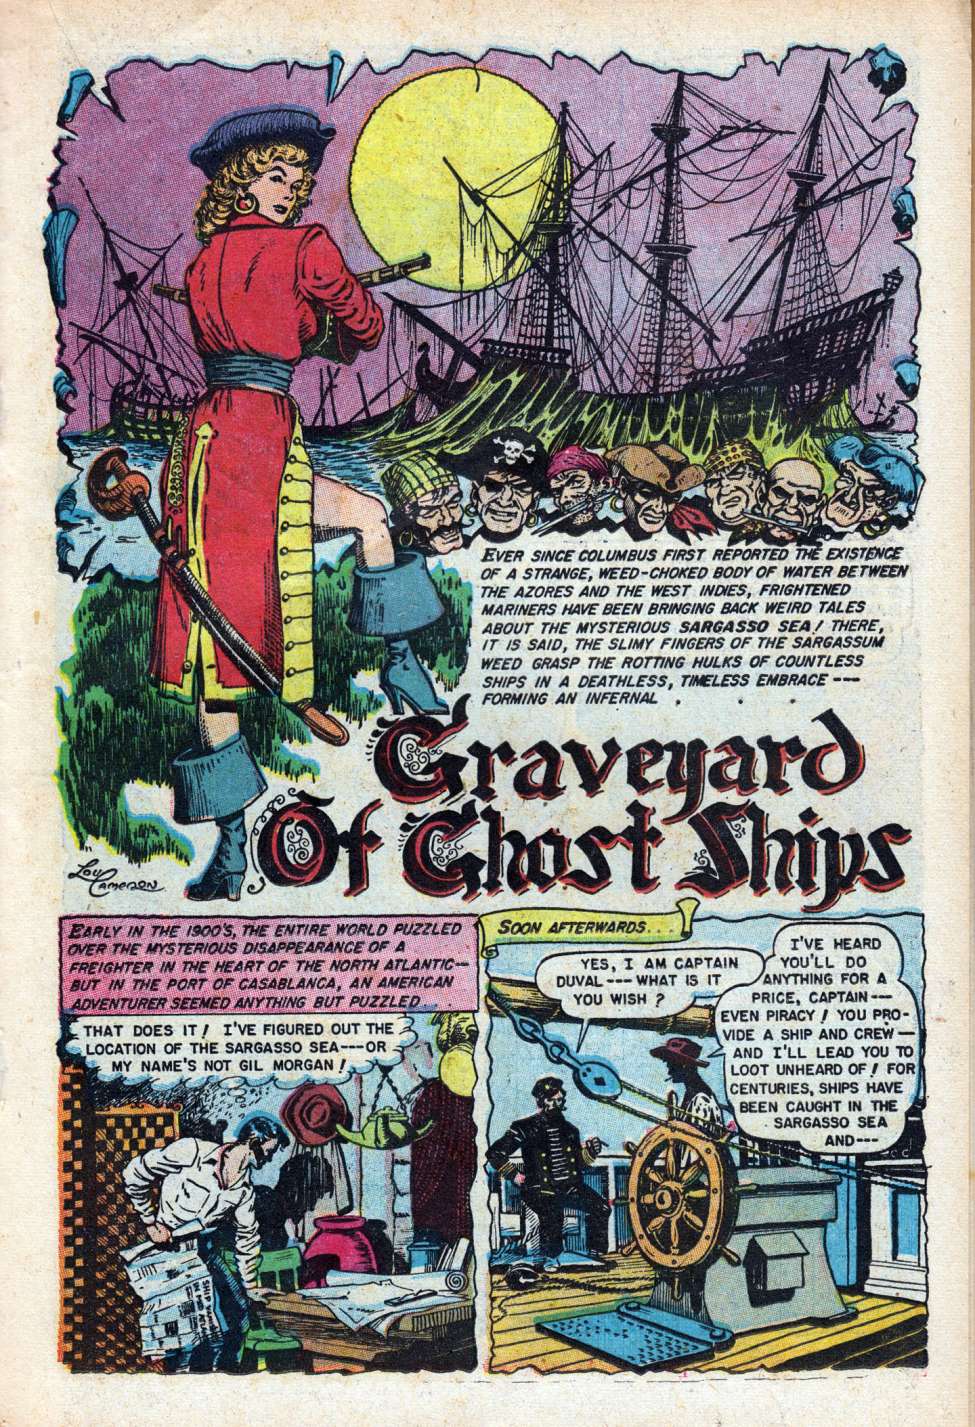 EVER SINCE COLUMBUS FIRST REPORTED THE EXISTENCE
OF A STRANGE, WEED-CHOKED BODY OF WATER BETWEEN
THE AZORES AND THE WEST INDIES, FRIGHTENED
MARINERS HAVE BEEN BRINGING BACK WEIRD TALES
ABOUT THE MYSTERIOUS SARGASSO SEA! THERE,
IT IS SAID, THE SLIMY FINGERS OF THE SARGASSUM
WEED GRASP THE ROTTING HULKS OF COUNTLESS
SHIPS IN A DEATHLESS, TIMELESS EMBRACE ---
FORMING AN INFERNAL . . .
Graveyard
Of Ghost Ships
Lou
Cameron
EARLY IN THE 1900'S, THE ENTIRE WORLD PUZZLED
OVER THE MYSTERIOUS DISAPPEARANCE OF A
FREIGHTER IN THE HEART OF THE NORTH ATLANTIC--
BUT IN THE PORT OF CASABLANCA, AN AMERICAN
ADVENTURER SEEMED ANYTHING BUT PUZZLED . . .
THAT DOES IT! I'VE FIGURED OUT THE
LOCATION OF THE SARGASSO SEA---OR
MY NAME'S NOT GIL MORGAN!
SOON AFTERWARDS. . .
YES, I AM CAPTAIN
DUVAL---- WHAT IS IT
YOU WISH?
I'VE HEARD
YOU'LL DO
ANYTHING FOR A
PRICE, CAPTAIN---
EVEN PIRACY! YOU PRO-
VIDE A SHIP AND CREW--
AND I'LL LEAD YOU TO
LOOT UNHEARD OF! FOR
CENTURIES, SHIPS HAVE
BEEN CAUGHT IN THE
SARGASSO SEA
AND---